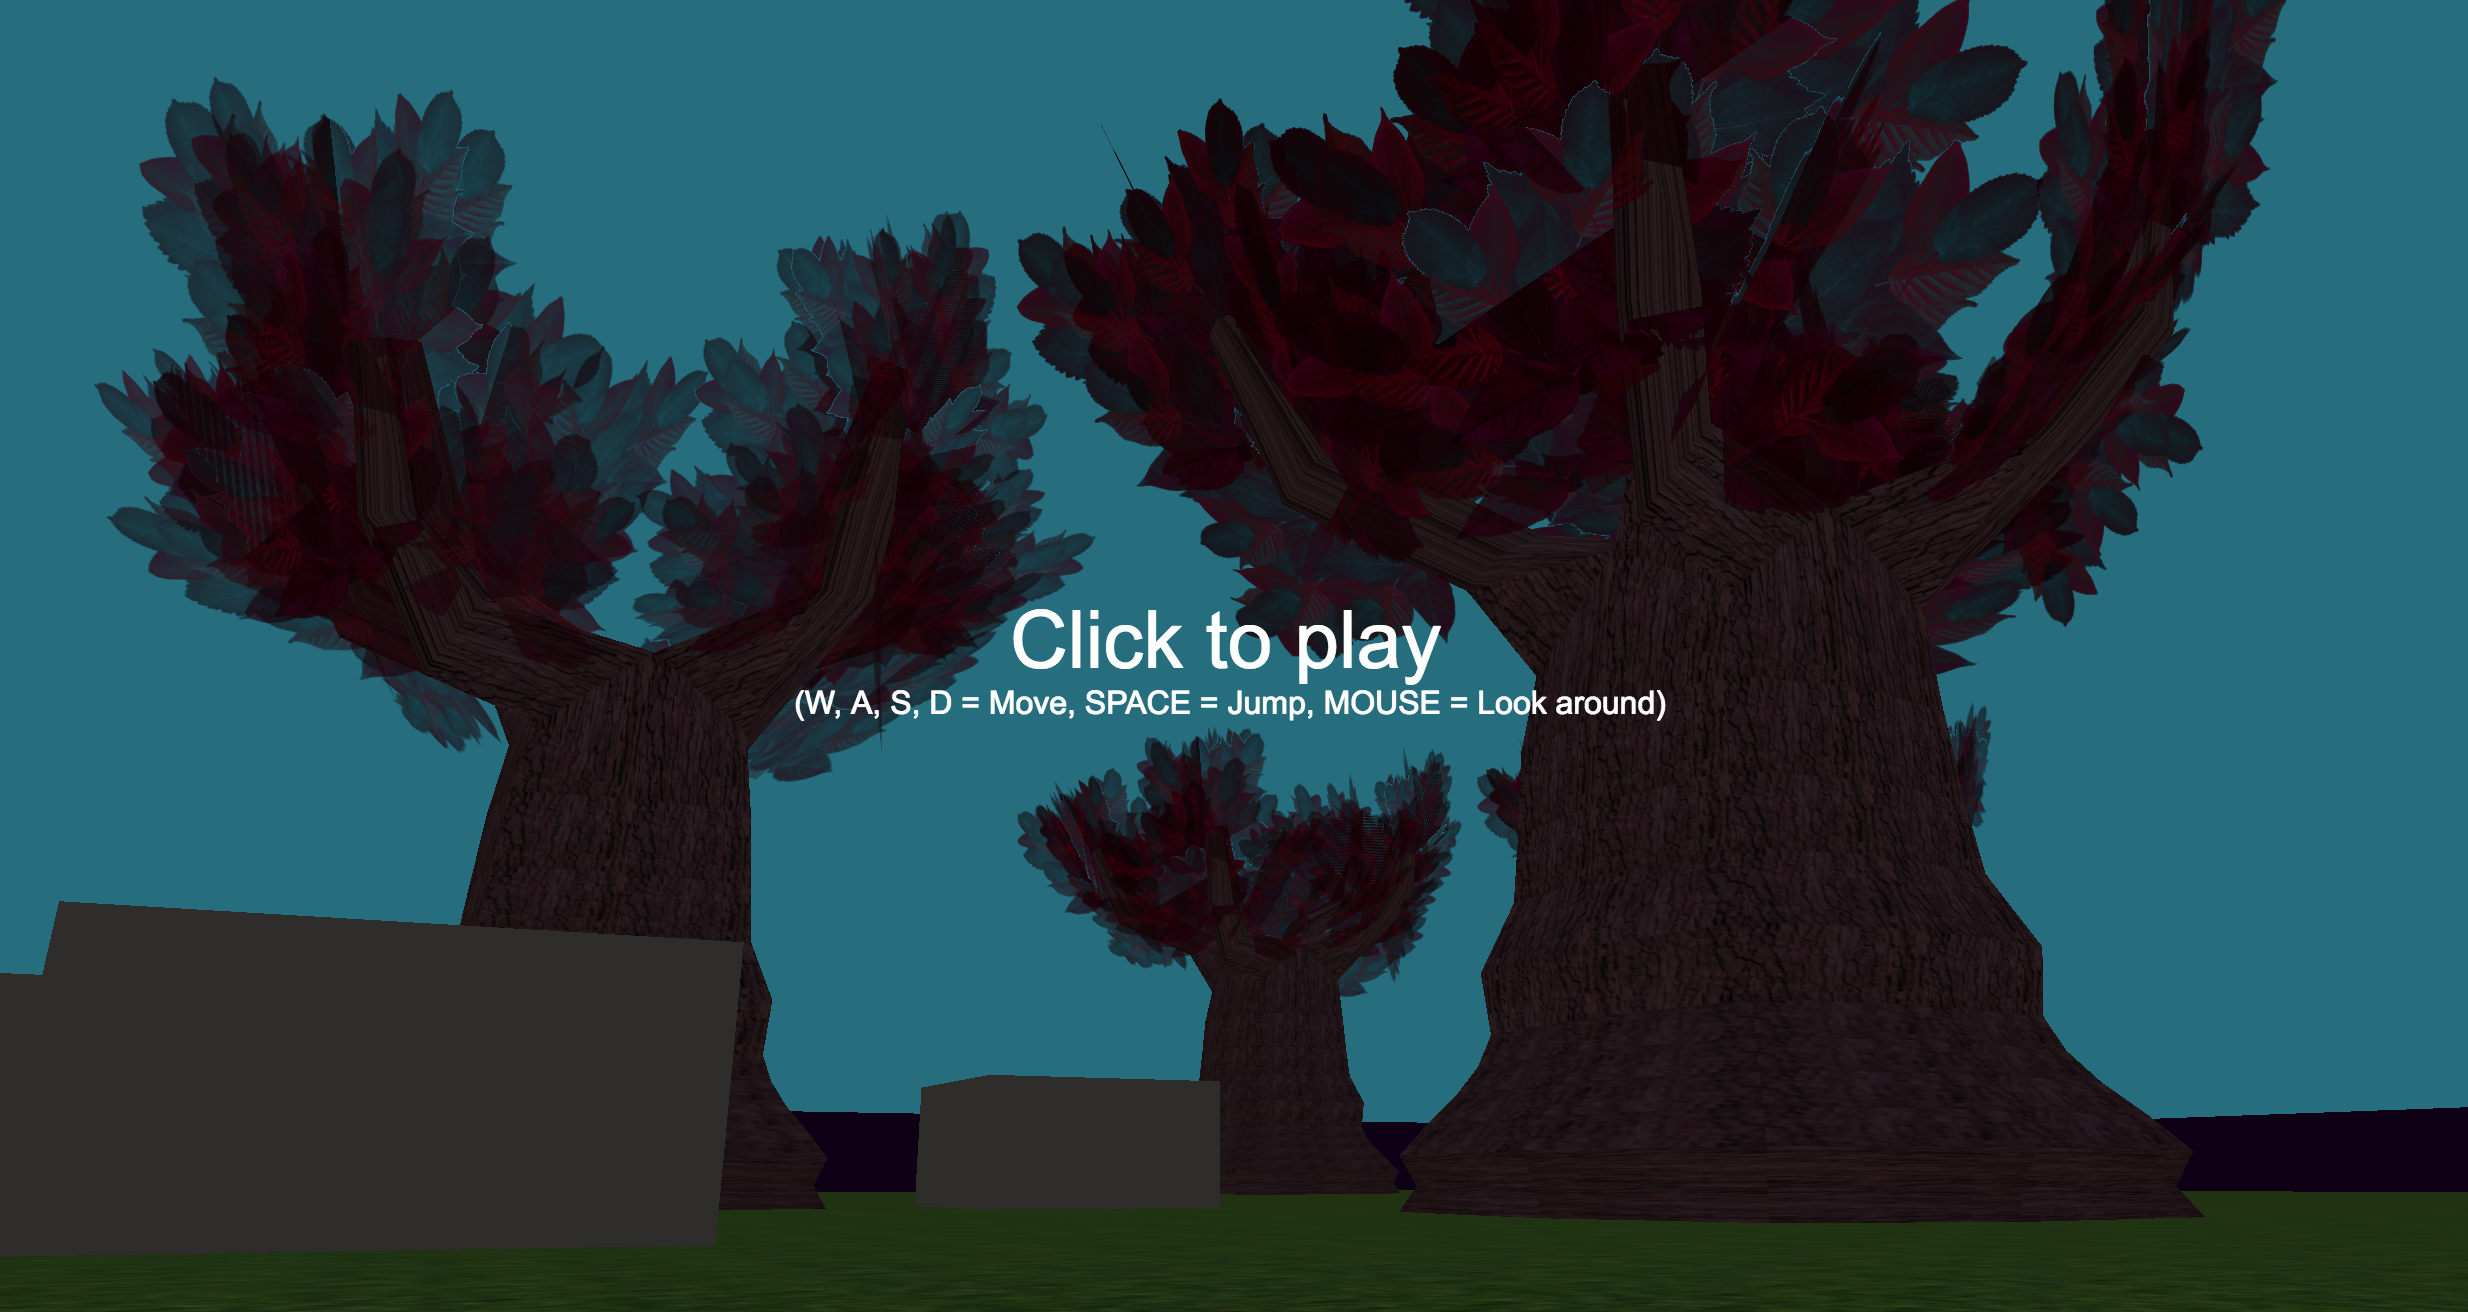 Click to play
(W, A, S, D = Move, SPACE = Jump, MOUSE = Look around)